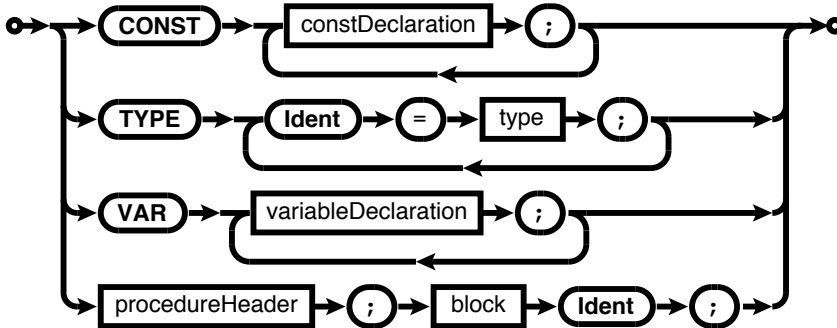 CONST constDeclaration ;
TYPE Ident = type ;
VAR variableDeclaration ;
procedureHeader ; block Ident ;